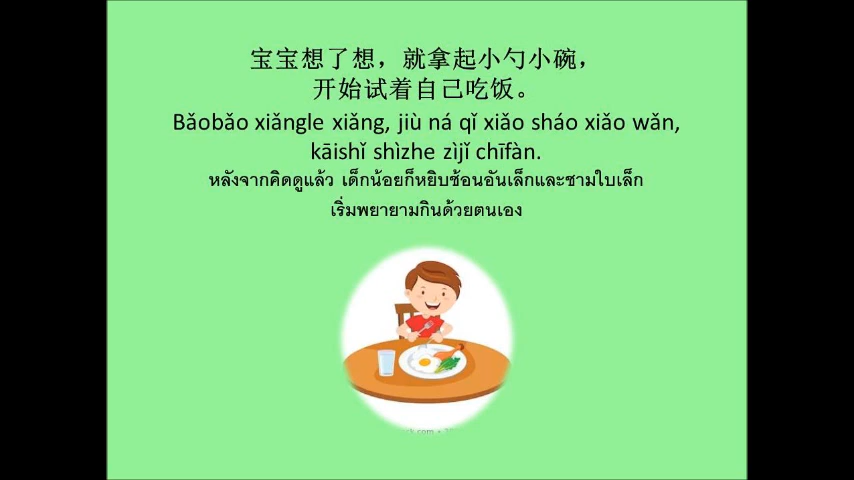 宝宝想了想，就拿起小勺小碗，
开始试着自己吃饭。
Bǎobǎo xiǎngle xiǎng, jiù ná qǐ xiǎo sháo xiǎo wǎn,
kāishǐ shìzhe zìjǐ chīfàn.
หลังจากคิดดูแล้ว เด็กน้อยก็หยิบช้อนอันเล็กและชามใบเล็ก
เริ่มพยายามกินด้วยตนเอง